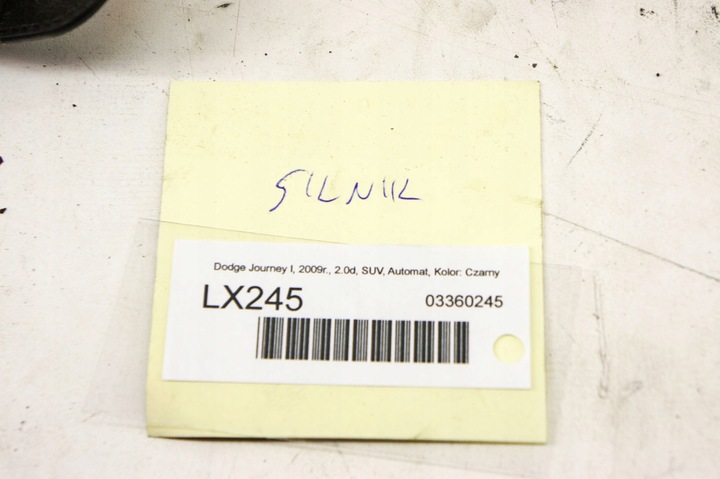 SILNIK
Dodge Journey I, 2009r., 2.0d, SUV, Automat, Kolor: Czarny
LX245
03360245